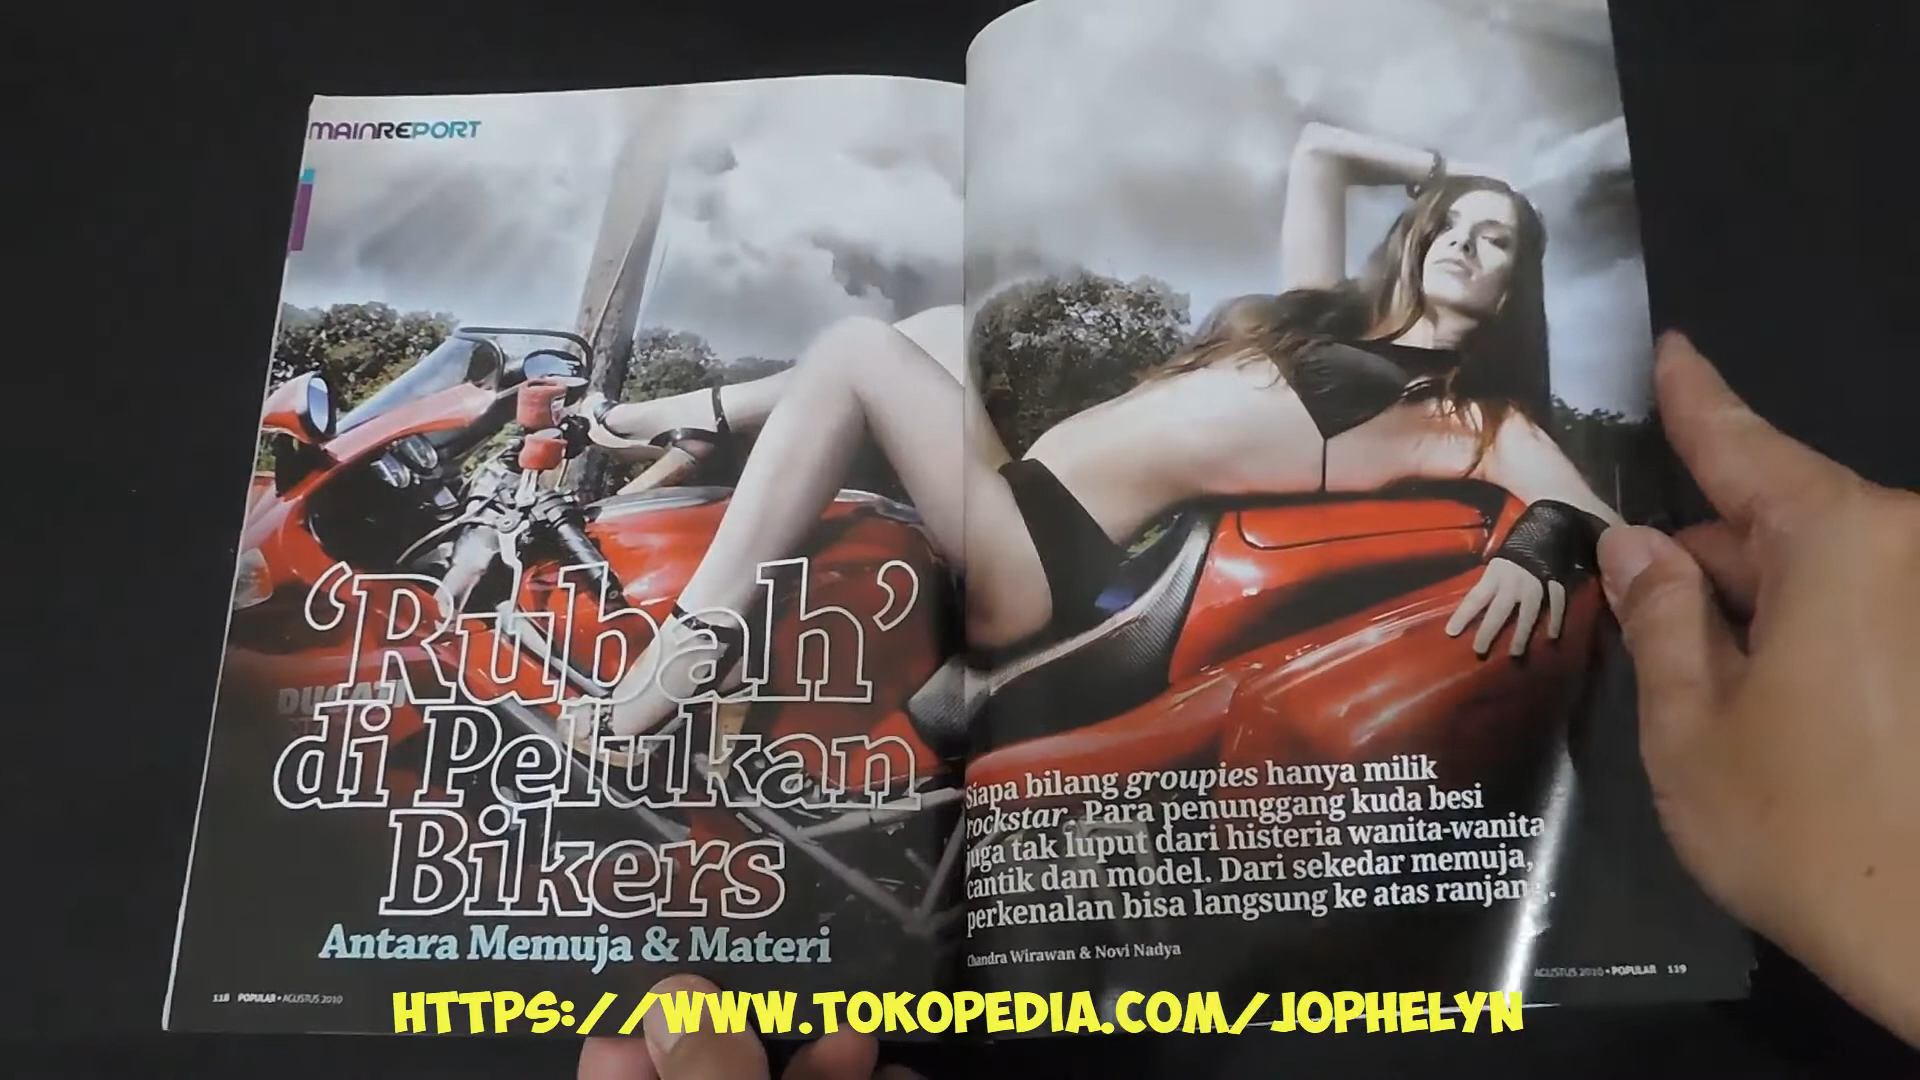 MAINREPORT
'Rubah'
di Pelukan
Bikers
Antara Memuja & Materi
DUCATI
118 POPULAR • AGUSTUS 2010
Siapa bilang groupies hanya milik
rockstar. Para penunggang kuda besi
juga tak luput dari histeria wanita-wanita
cantik dan model. Dari sekedar memuja,
perkenalan bisa langsung ke atas ranjang.
Chandra Wirawan & Novi Nadya
AGUSTUS 2010 • POPULAR 119
HTTPS://WWW.TOKOPEDIA.COM/JOPHELYN